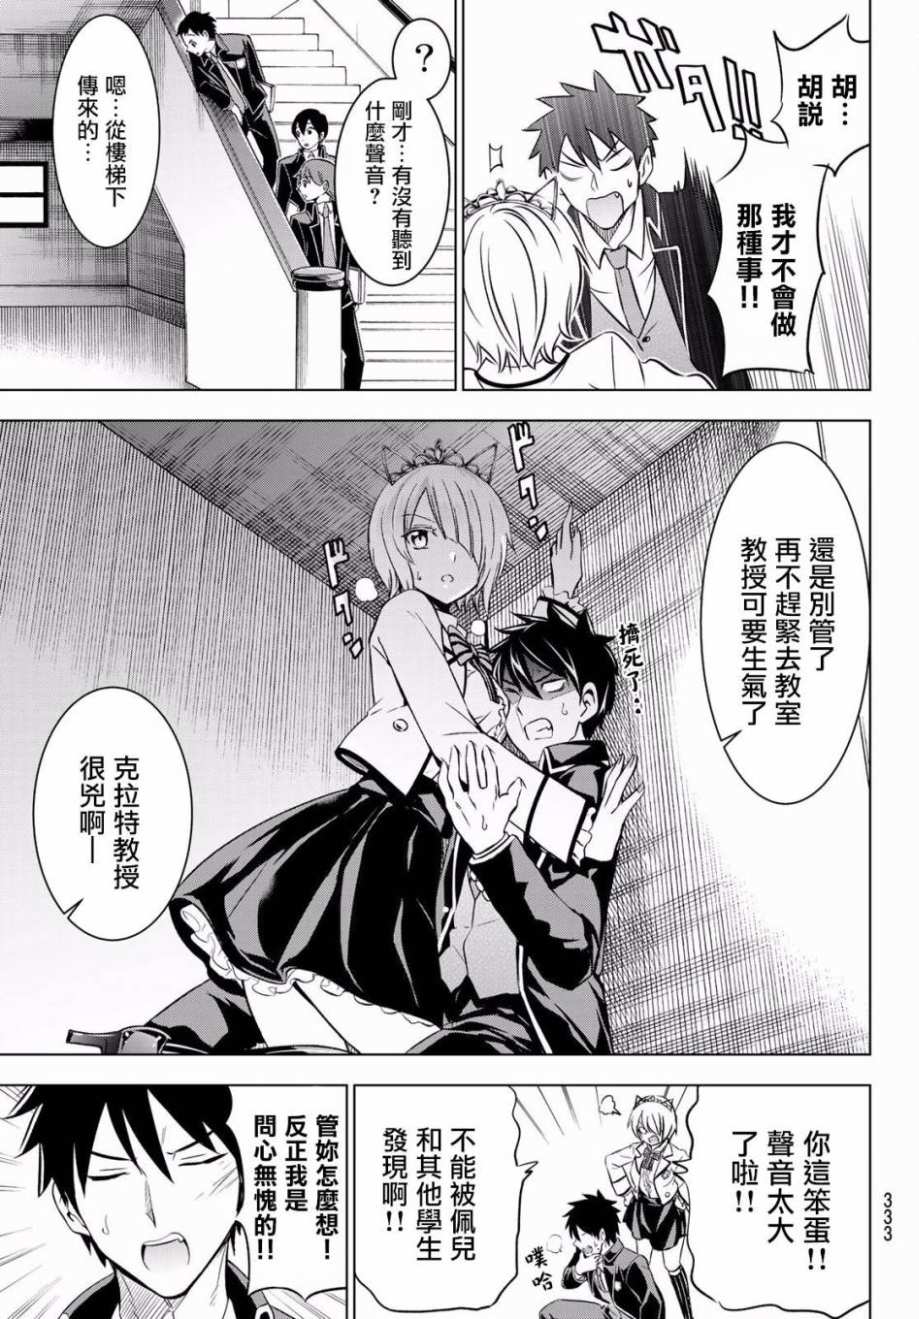 胡…
胡説
我才不會做
那種事!!
ガタ!!!
？
剛才…有沒有聽到
什麼聲音？
嗯…從樓梯下
傳來的…
還是別管了
再不趕緊去教室
教授可要生氣了
擠死了…
ドクン
ドクン
克拉特教授
很兇啊—
你這笨蛋!!
聲音太大
了啦!!
噗
哈
不能被佩兒
和其他學生
發現啊!!
管妳怎麼想！
反正我是
問心無愧的!!
333